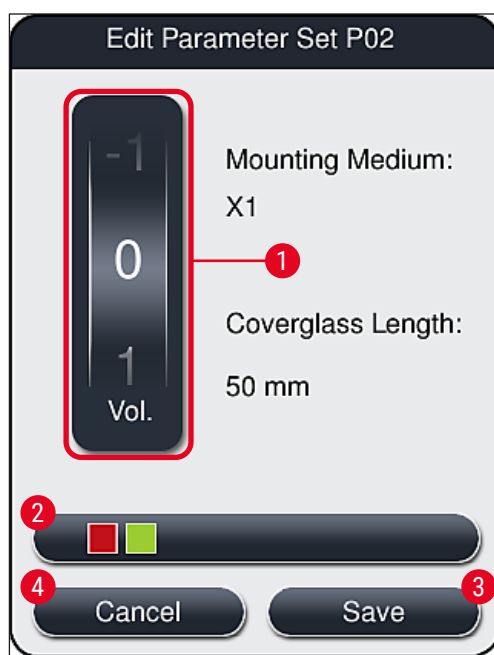 Edit Parameter Set P02
-1
0
1
Vol.
1
Mounting Medium:
X1
Coverglass Length:
50 mm
2
4
Cancel
3
Save